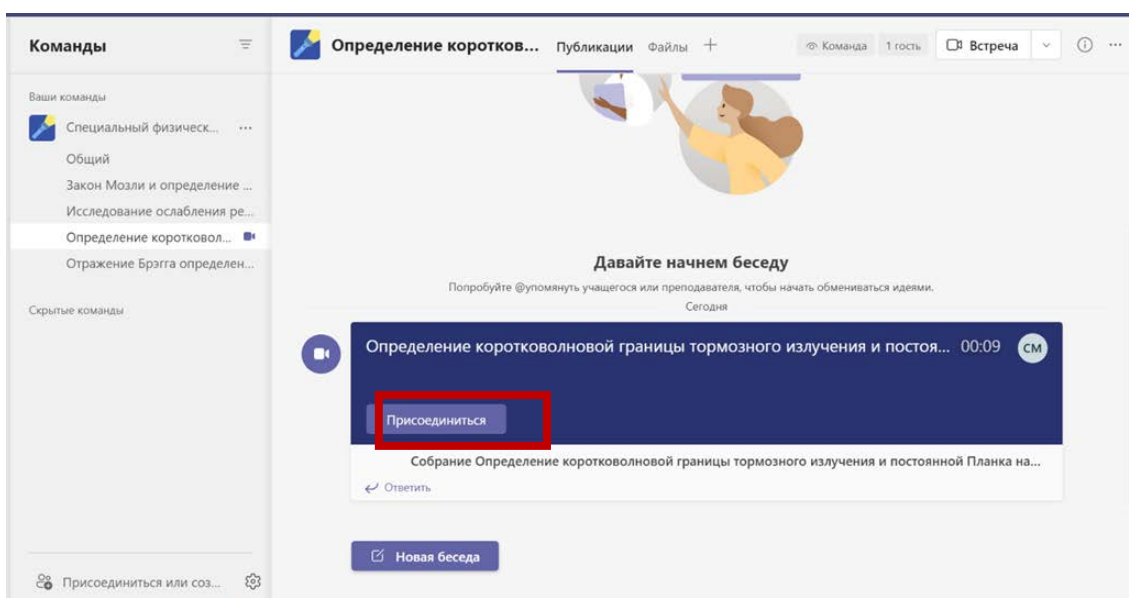 Команды
Определение коротков... Публикации Файлы
Команда 1 гость Встреча
Ваши команды
Специальный физическ...
Общий
Закон Мозли и определение ...
Исследование ослабления ре...
Определение коротковол...
Отражение Брэгга определен...
Скрытые команды
Давайте начнем беседу
Попробуйте @упомянуть учащегося или преподавателя, чтобы начать обмениваться идеями.
Сегодня
Определение коротковолновой границы тормозного излучения и постоя... 00:09 СМ
Присоединиться
Собрание Определение коротковолновой границы тормозного излучения и постоянной Планка на...
Ответить
Новая беседа
Присоединиться или соз...